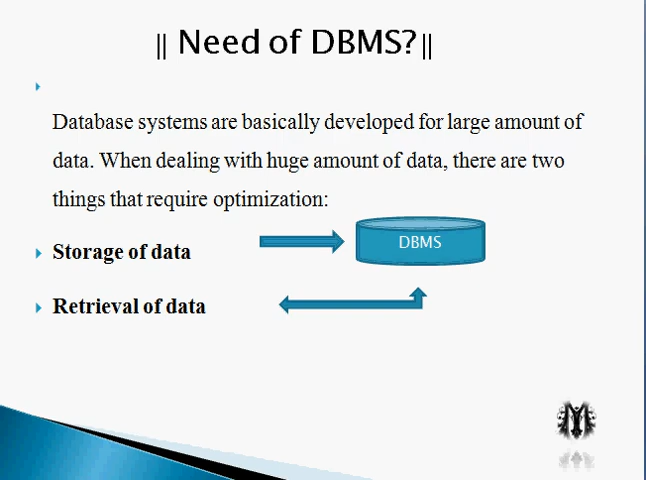 || Need of DBMS? ||
Database systems are basically developed for large amount of
data. When dealing with huge amount of data, there are two
things that require optimization:
Storage of data
DBMS
Retrieval of data